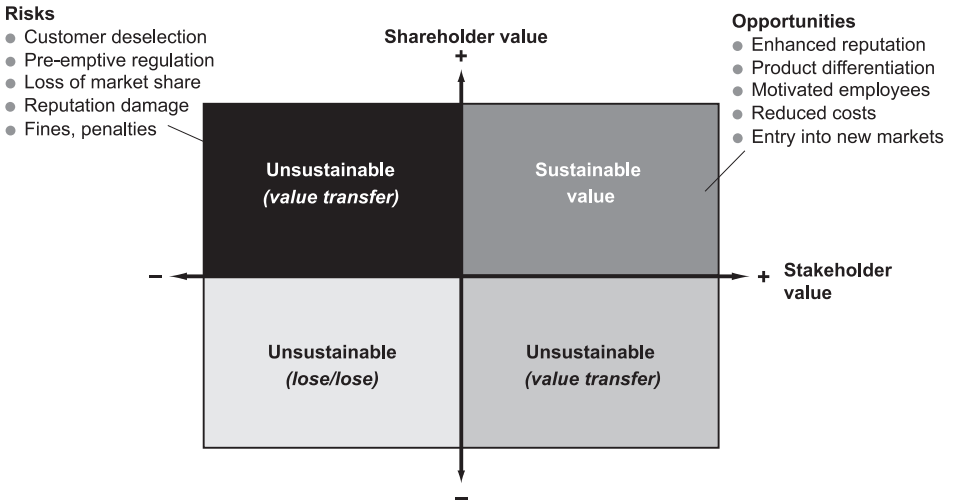 Risks
● Customer deselection
● Pre-emptive regulation
● Loss of market share
● Reputation damage
● Fines, penalties
Shareholder value
+
Opportunities
● Enhanced reputation
● Product differentiation
● Motivated employees
● Reduced costs
● Entry into new markets
Unsustainable
(value transfer)
Sustainable
value
–
+ Stakeholder
value
Unsustainable
(lose/lose)
Unsustainable
(value transfer)
–